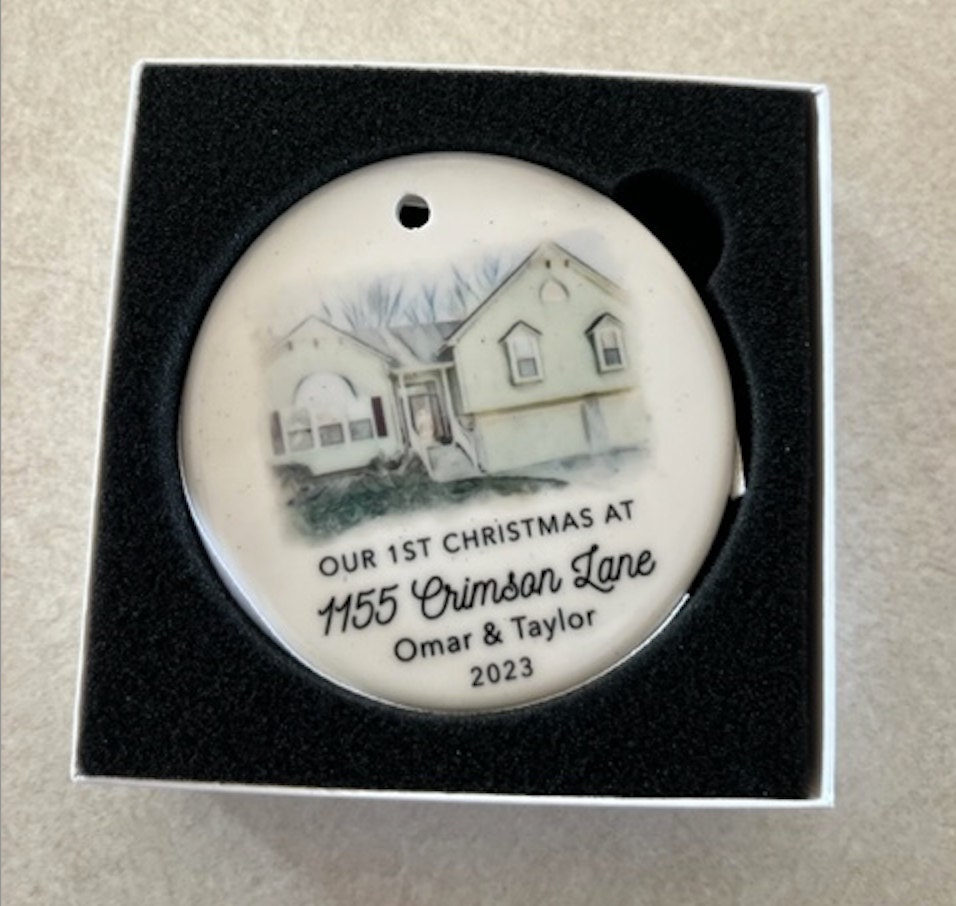 OUR 1ST CHRISTMAS AT
1155 Crimson Lane
Omar & Taylor
2023